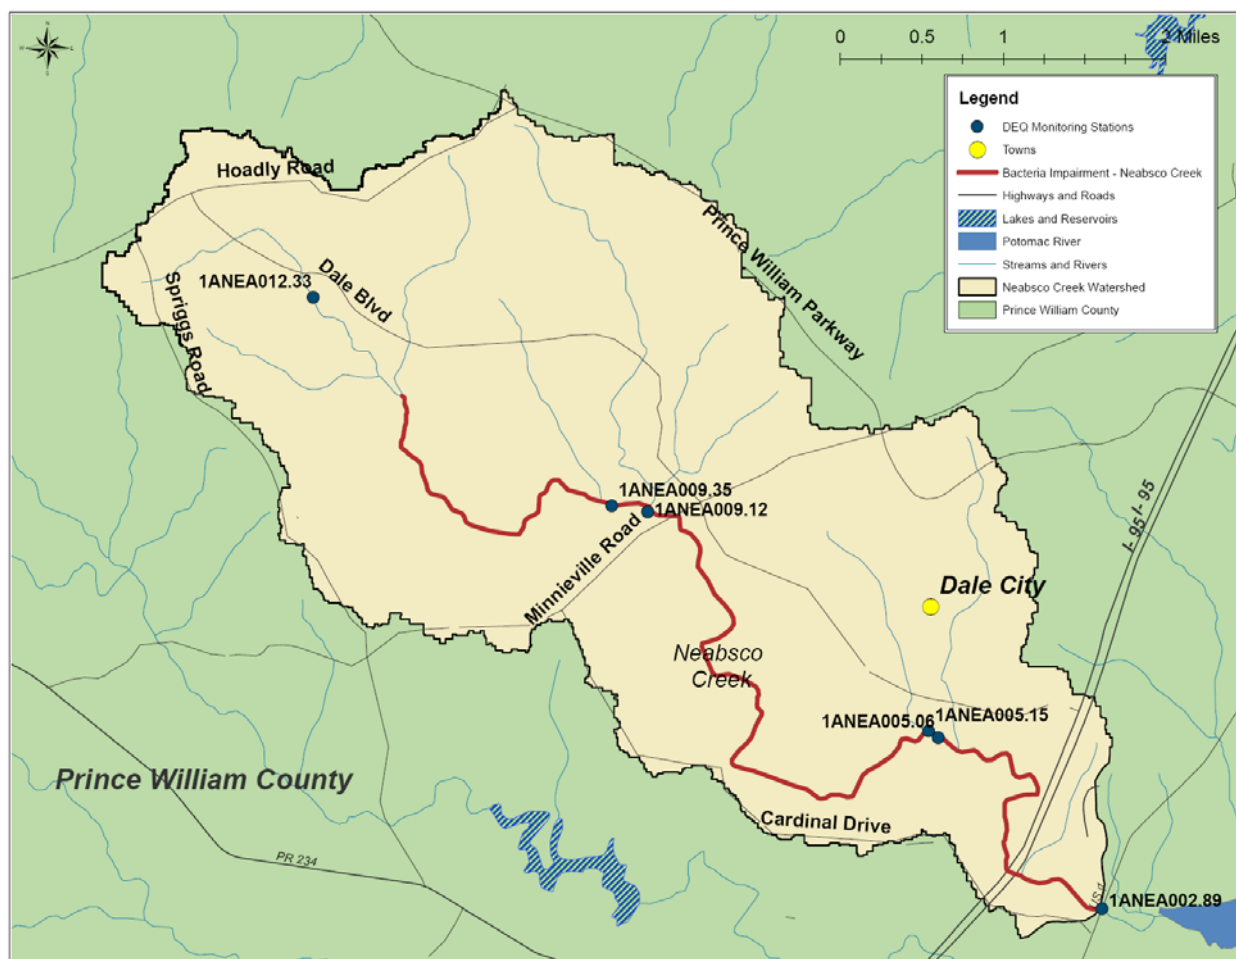 N
0 0.5 1 2 Miles
Legend
DEQ Monitoring Stations
Towns
Bacteria Impairment - Neabsco Creek
Highways and Roads
Lakes and Reservoirs
Potomac River
Streams and Rivers
Neabsco Creek Watershed
Prince William County
Hoadly Road
Prince William Parkway
1ANEA012.33
Dale Blvd
Spriggs Road
1ANEA009.35
1ANEA009.12
I- 95 I- 95
Minnieville Road
Dale City
Neabsco
Creek
1ANEA005.06 1ANEA005.15
Prince William County
Cardinal Drive
PR 234
1ANEA002.89